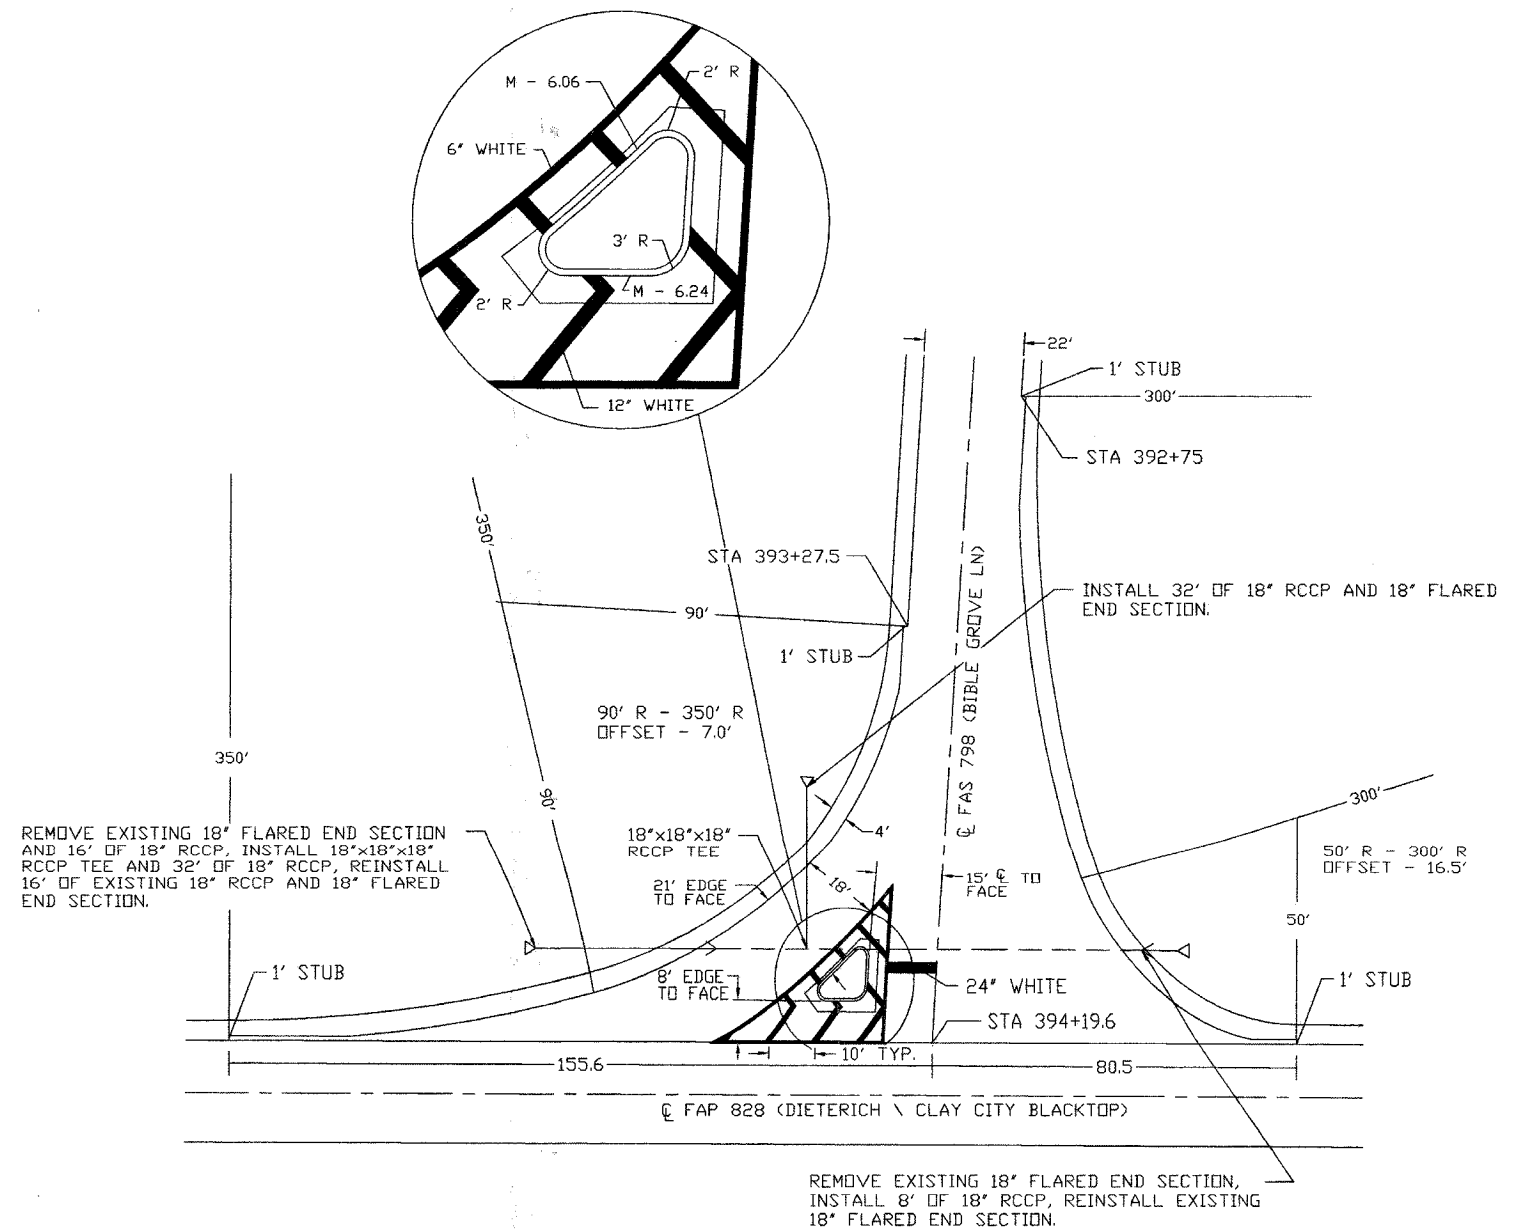 M - 6.06
2' R
6" WHITE
3' R
2' R
M - 6.24
12" WHITE
22'
1' STUB
300'
STA 392+75
350'
STA 393+27.5
℄ FAS 798 (BIBLE GROVE LN)
INSTALL 32' OF 18" RCCP AND 18" FLARED
END SECTION.
90'
1' STUB
90' R - 350' R
OFFSET - 7.0'
350'
90'
300'
REMOVE EXISTING 18" FLARED END SECTION
AND 16' OF 18" RCCP, INSTALL 18"x18"x18"
RCCP TEE AND 32' OF 18" RCCP, REINSTALL
16' OF EXISTING 18" RCCP AND 18" FLARED
END SECTION.
18"x18"x18"
RCCP TEE
4'
50' R - 300' R
OFFSET - 16.5'
21' EDGE
TO FACE
18'
15' ℄ TO
FACE
50'
1' STUB
8' EDGE
TO FACE
24" WHITE
1' STUB
STA 394+19.6
10' TYP.
155.6
80.5
℄ FAP 828 (DIETERICH \ CLAY CITY BLACKTOP)
REMOVE EXISTING 18" FLARED END SECTION,
INSTALL 8' OF 18" RCCP, REINSTALL EXISTING
18" FLARED END SECTION.